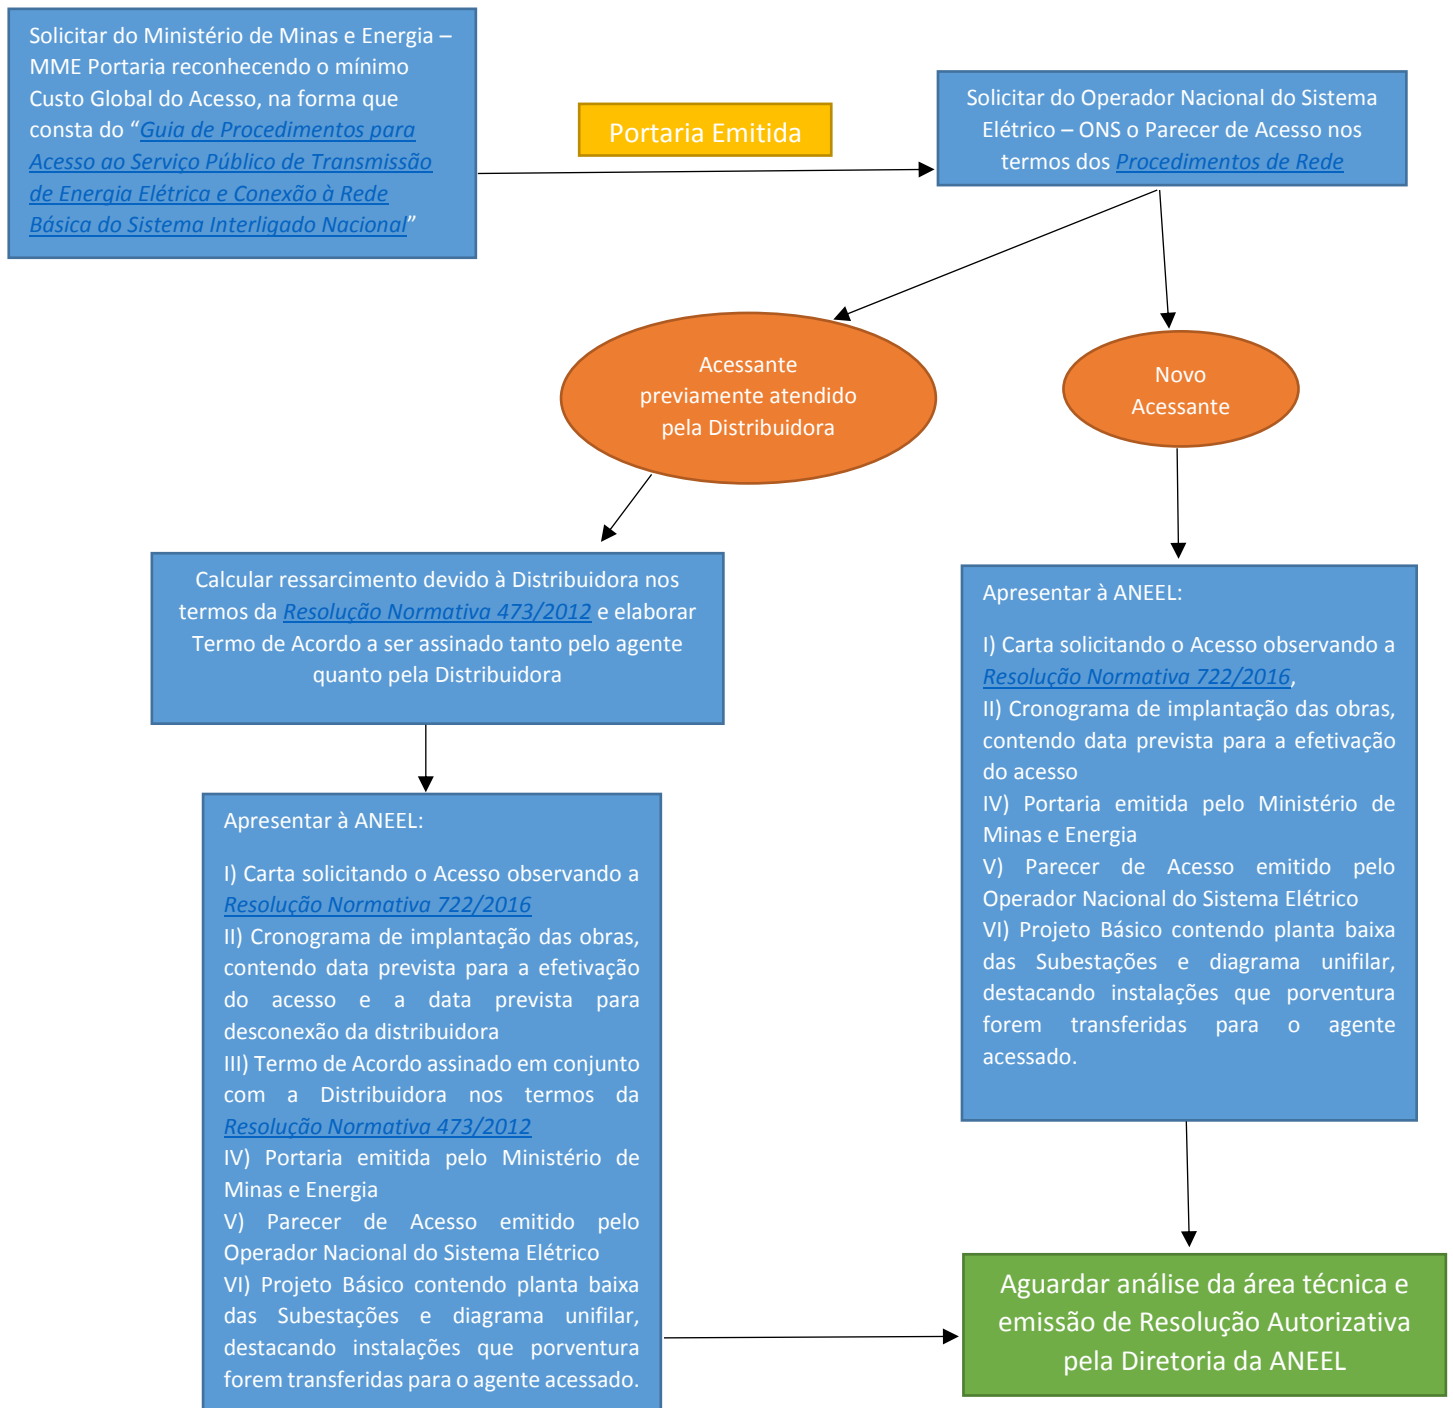 Solicitar do Ministério de Minas e Energia –
MME Portaria reconhecendo o mínimo
Custo Global do Acesso, na forma que
consta do “Guia de Procedimentos para
Acesso ao Serviço Público de Transmissão
de Energia Elétrica e Conexão à Rede
Básica do Sistema Interligado Nacional”
Portaria Emitida
Solicitar do Operador Nacional do Sistema
Elétrico – ONS o Parecer de Acesso nos
termos dos Procedimentos de Rede
Acessante
previamente atendido
pela Distribuidora
Novo
Acessante
Calcular ressarcimento devido à Distribuidora nos
termos da Resolução Normativa 473/2012 e elaborar
Termo de Acordo a ser assinado tanto pelo agente
quanto pela Distribuidora
Apresentar à ANEEL:
I) Carta solicitando o Acesso observando a
Resolução Normativa 722/2016,
II) Cronograma de implantação das obras,
contendo data prevista para a efetivação
do acesso
IV) Portaria emitida pelo Ministério de
Minas e Energia
V) Parecer de Acesso emitido pelo
Operador Nacional do Sistema Elétrico
VI) Projeto Básico contendo planta baixa
das Subestações e diagrama unifilar,
destacando instalações que porventura
forem transferidas para o agente
acessado.
Apresentar à ANEEL:
I) Carta solicitando o Acesso observando a
Resolução Normativa 722/2016
II) Cronograma de implantação das obras,
contendo data prevista para a efetivação
do acesso e a data prevista para
desconexão da distribuidora
III) Termo de Acordo assinado em conjunto
com a Distribuidora nos termos da
Resolução Normativa 473/2012
IV) Portaria emitida pelo Ministério de
Minas e Energia
V) Parecer de Acesso emitido pelo
Operador Nacional do Sistema Elétrico
VI) Projeto Básico contendo planta baixa
das Subestações e diagrama unifilar,
destacando instalações que porventura
forem transferidas para o agente acessado.
Aguardar análise da área técnica e
emissão de Resolução Autorizativa
pela Diretoria da ANEEL